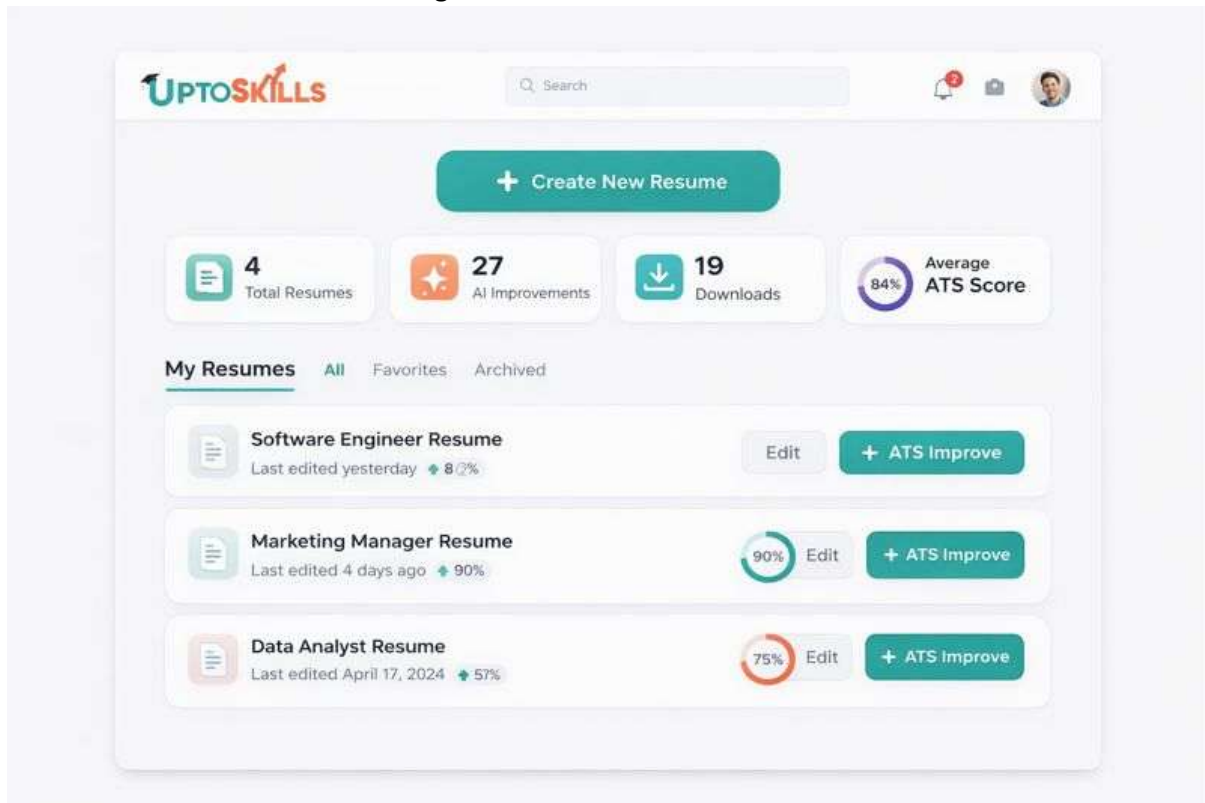 UPTOSKILLS
Search
2
+ Create New Resume
4
Total Resumes
27
AI Improvements
19
Downloads
84%
Average
ATS Score
My Resumes All Favorites Archived
Software Engineer Resume
Last edited yesterday
Edit + ATS Improve
Marketing Manager Resume
Last edited 4 days ago 90%
90% Edit + ATS Improve
Data Analyst Resume
Last edited April 17, 2024 57%
75% Edit + ATS Improve